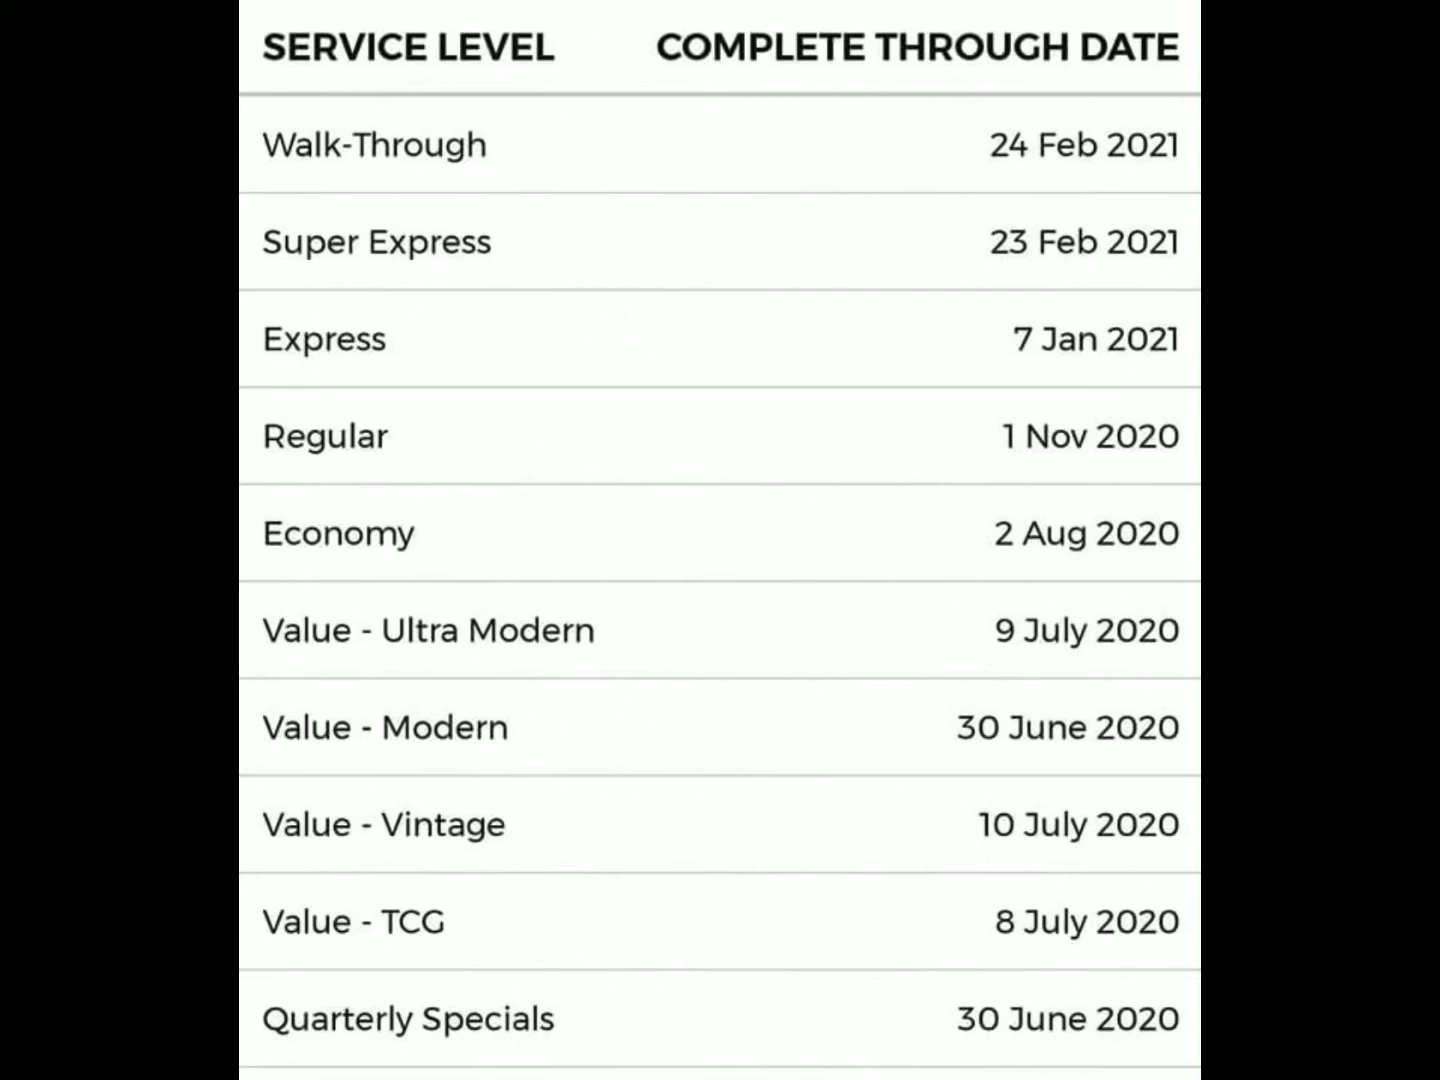 SERVICE LEVEL COMPLETE THROUGH DATE
Walk-Through 24 Feb 2021
Super Express 23 Feb 2021
Express 7 Jan 2021
Regular 1 Nov 2020
Economy 2 Aug 2020
Value - Ultra Modern 9 July 2020
Value - Modern 30 June 2020
Value - Vintage 10 July 2020
Value - TCG 8 July 2020
Quarterly Specials 30 June 2020